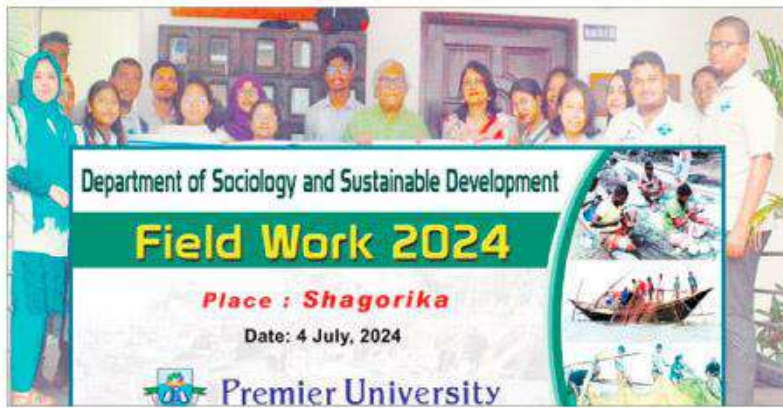 Department of Sociology and Sustainable Development
Field Work 2024
Place : Shagorika
Date: 4 July, 2024
Premier University